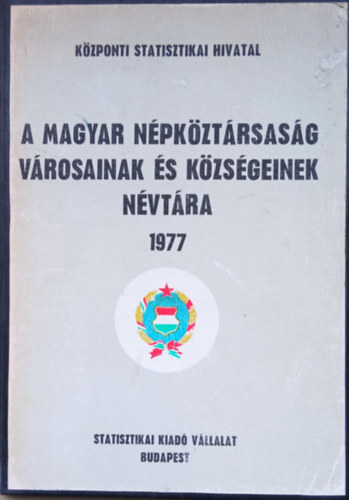 KÖZPONTI STATISZTIKAI HIVATAL
A MAGYAR NÉPKÖZTÁRSASÁG
VÁROSAINAK ÉS KÖZSÉGEINEK
NÉVTÁRA
1977
STATISZTIKAI KIADÓ VÁLLALAT
BUDAPEST